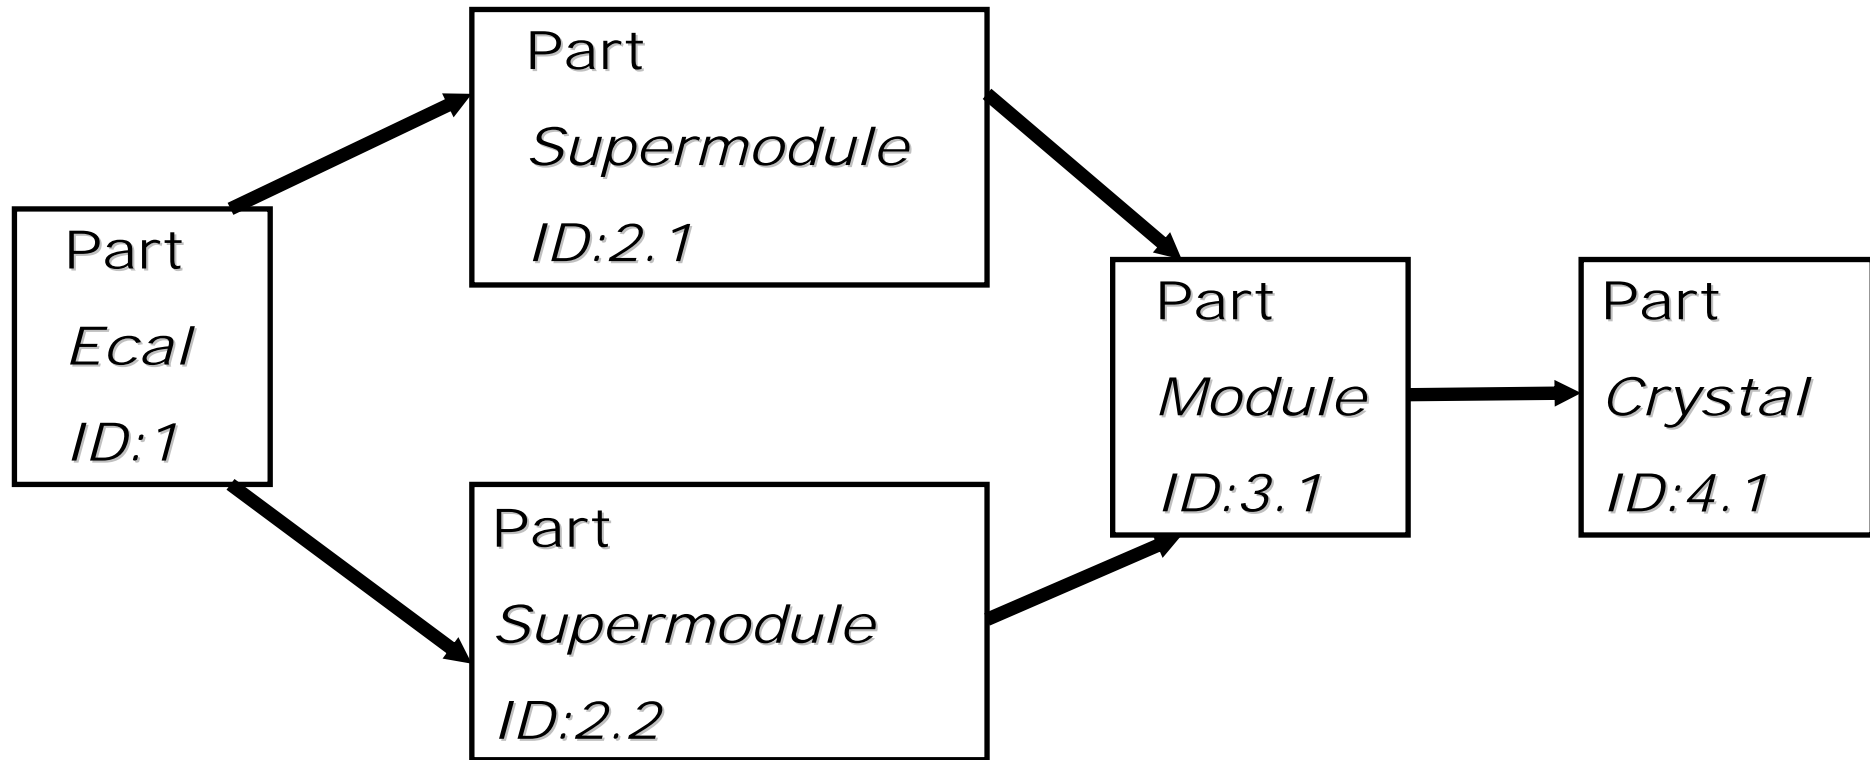 Part
Ecal
ID:1
Part
Supermodule
ID:2.1
Part
Supermodule
ID:2.2
Part
Module
ID:3.1
Part
Crystal
ID:4.1